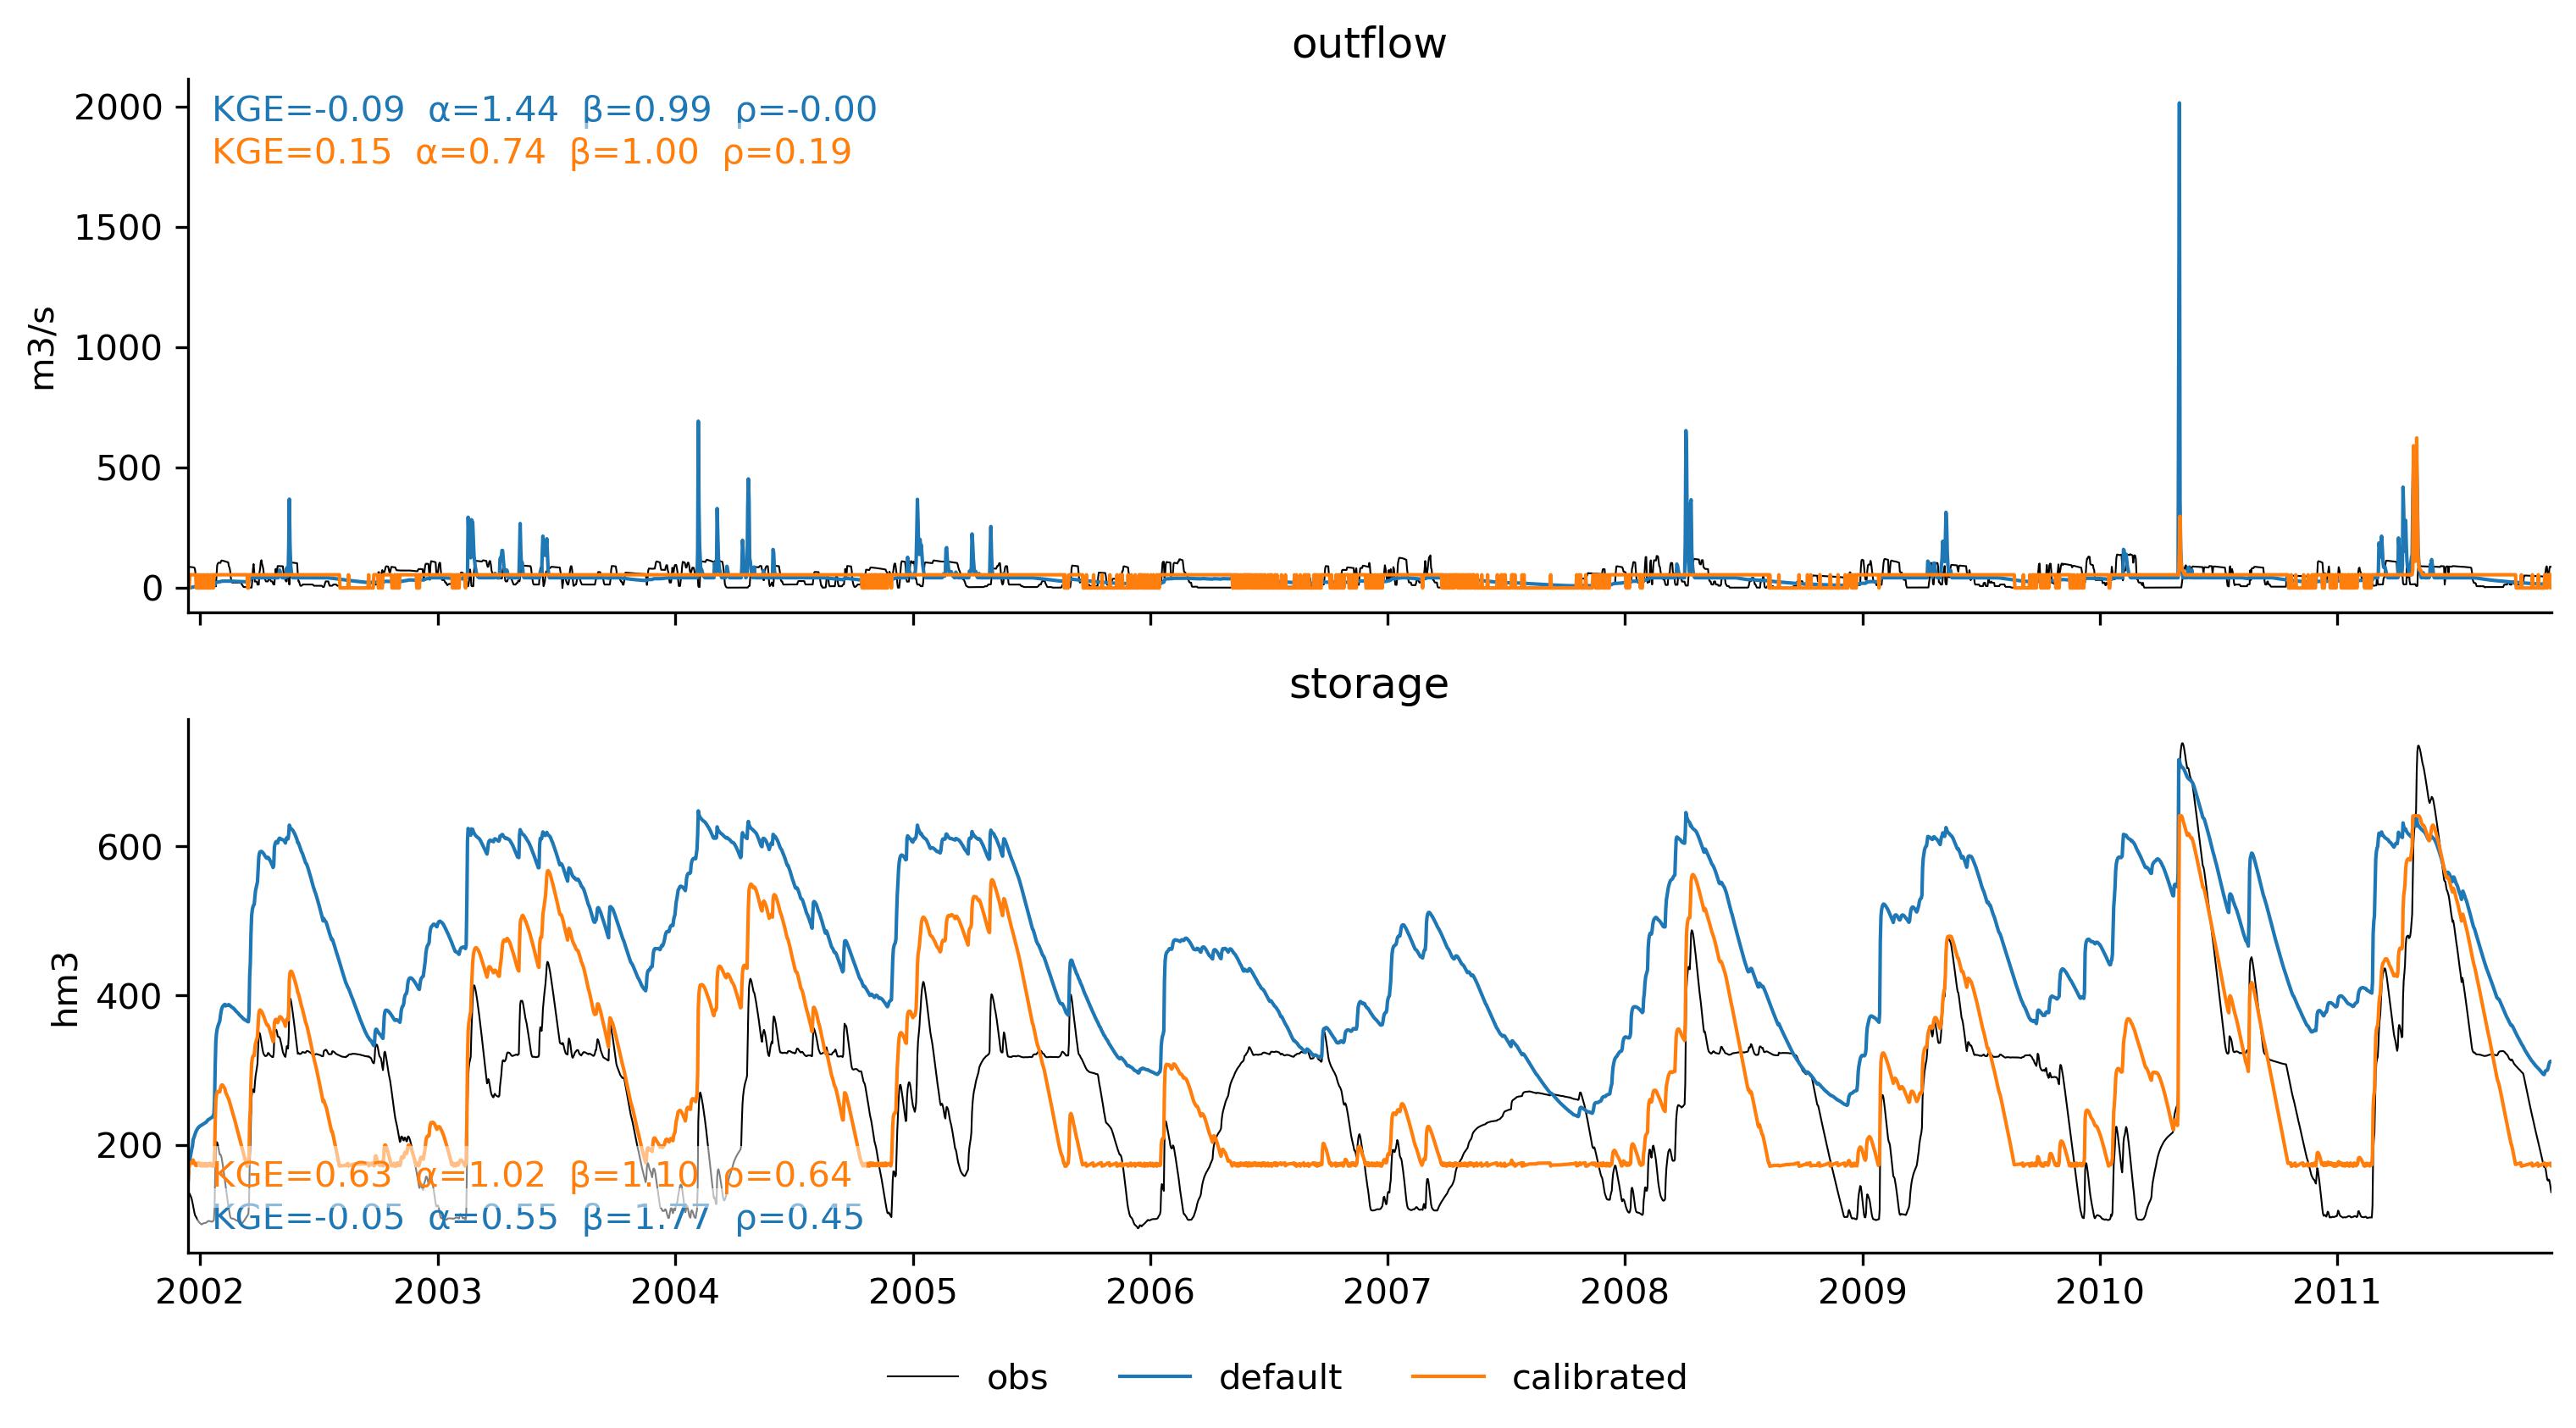 outflow
m3/s
2000
1500
1000
500
0
KGE=-0.09 α=1.44 β=0.99 ρ=-0.00
KGE=0.15 α=0.74 β=1.00 ρ=0.19
storage
hm3
600
400
200
KGE=0.63 α=1.02 β=1.10 ρ=0.64
KGE=-0.05 α=0.55 β=1.77 ρ=0.45
2002 2003 2004 2005 2006 2007 2008 2009 2010 2011
obs default calibrated